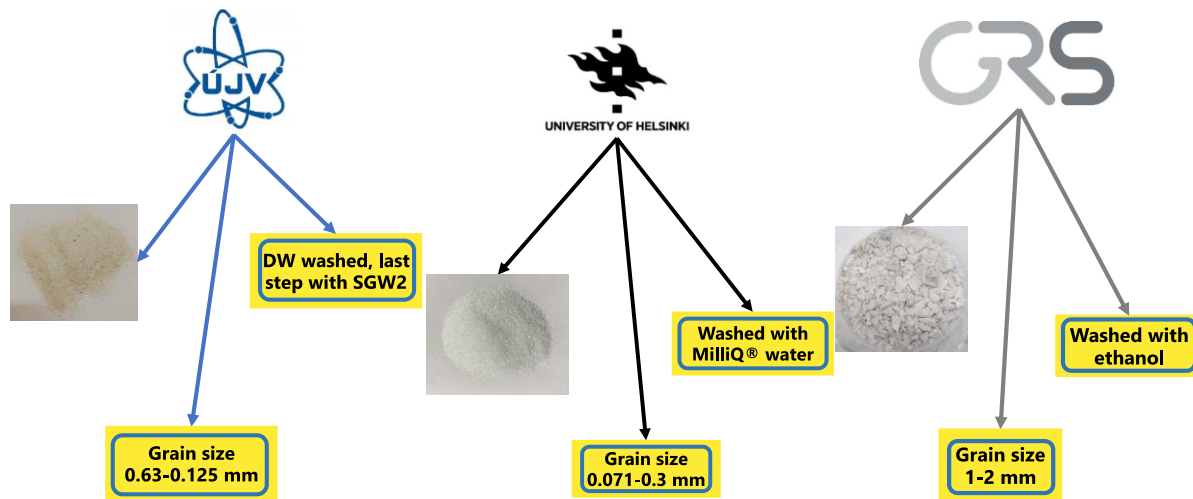 ÚJV
UNIVERSITY OF HELSINKI
GRS
DW washed, last
step with SGW2
Washed with
MilliQ® water
Washed with
ethanol
Grain size
0.63-0.125 mm
Grain size
0.071-0.3 mm
Grain size
1-2 mm